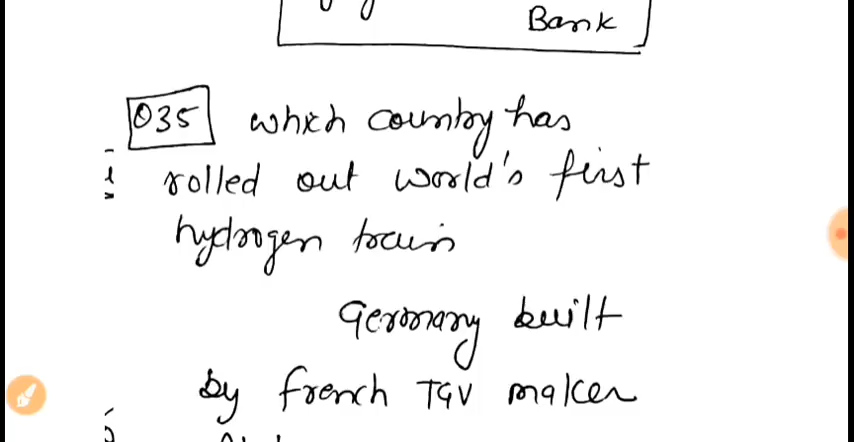 Bank
Q35 which country has
rolled out world's first
hydrogen train
Germany built
by french TGV maker